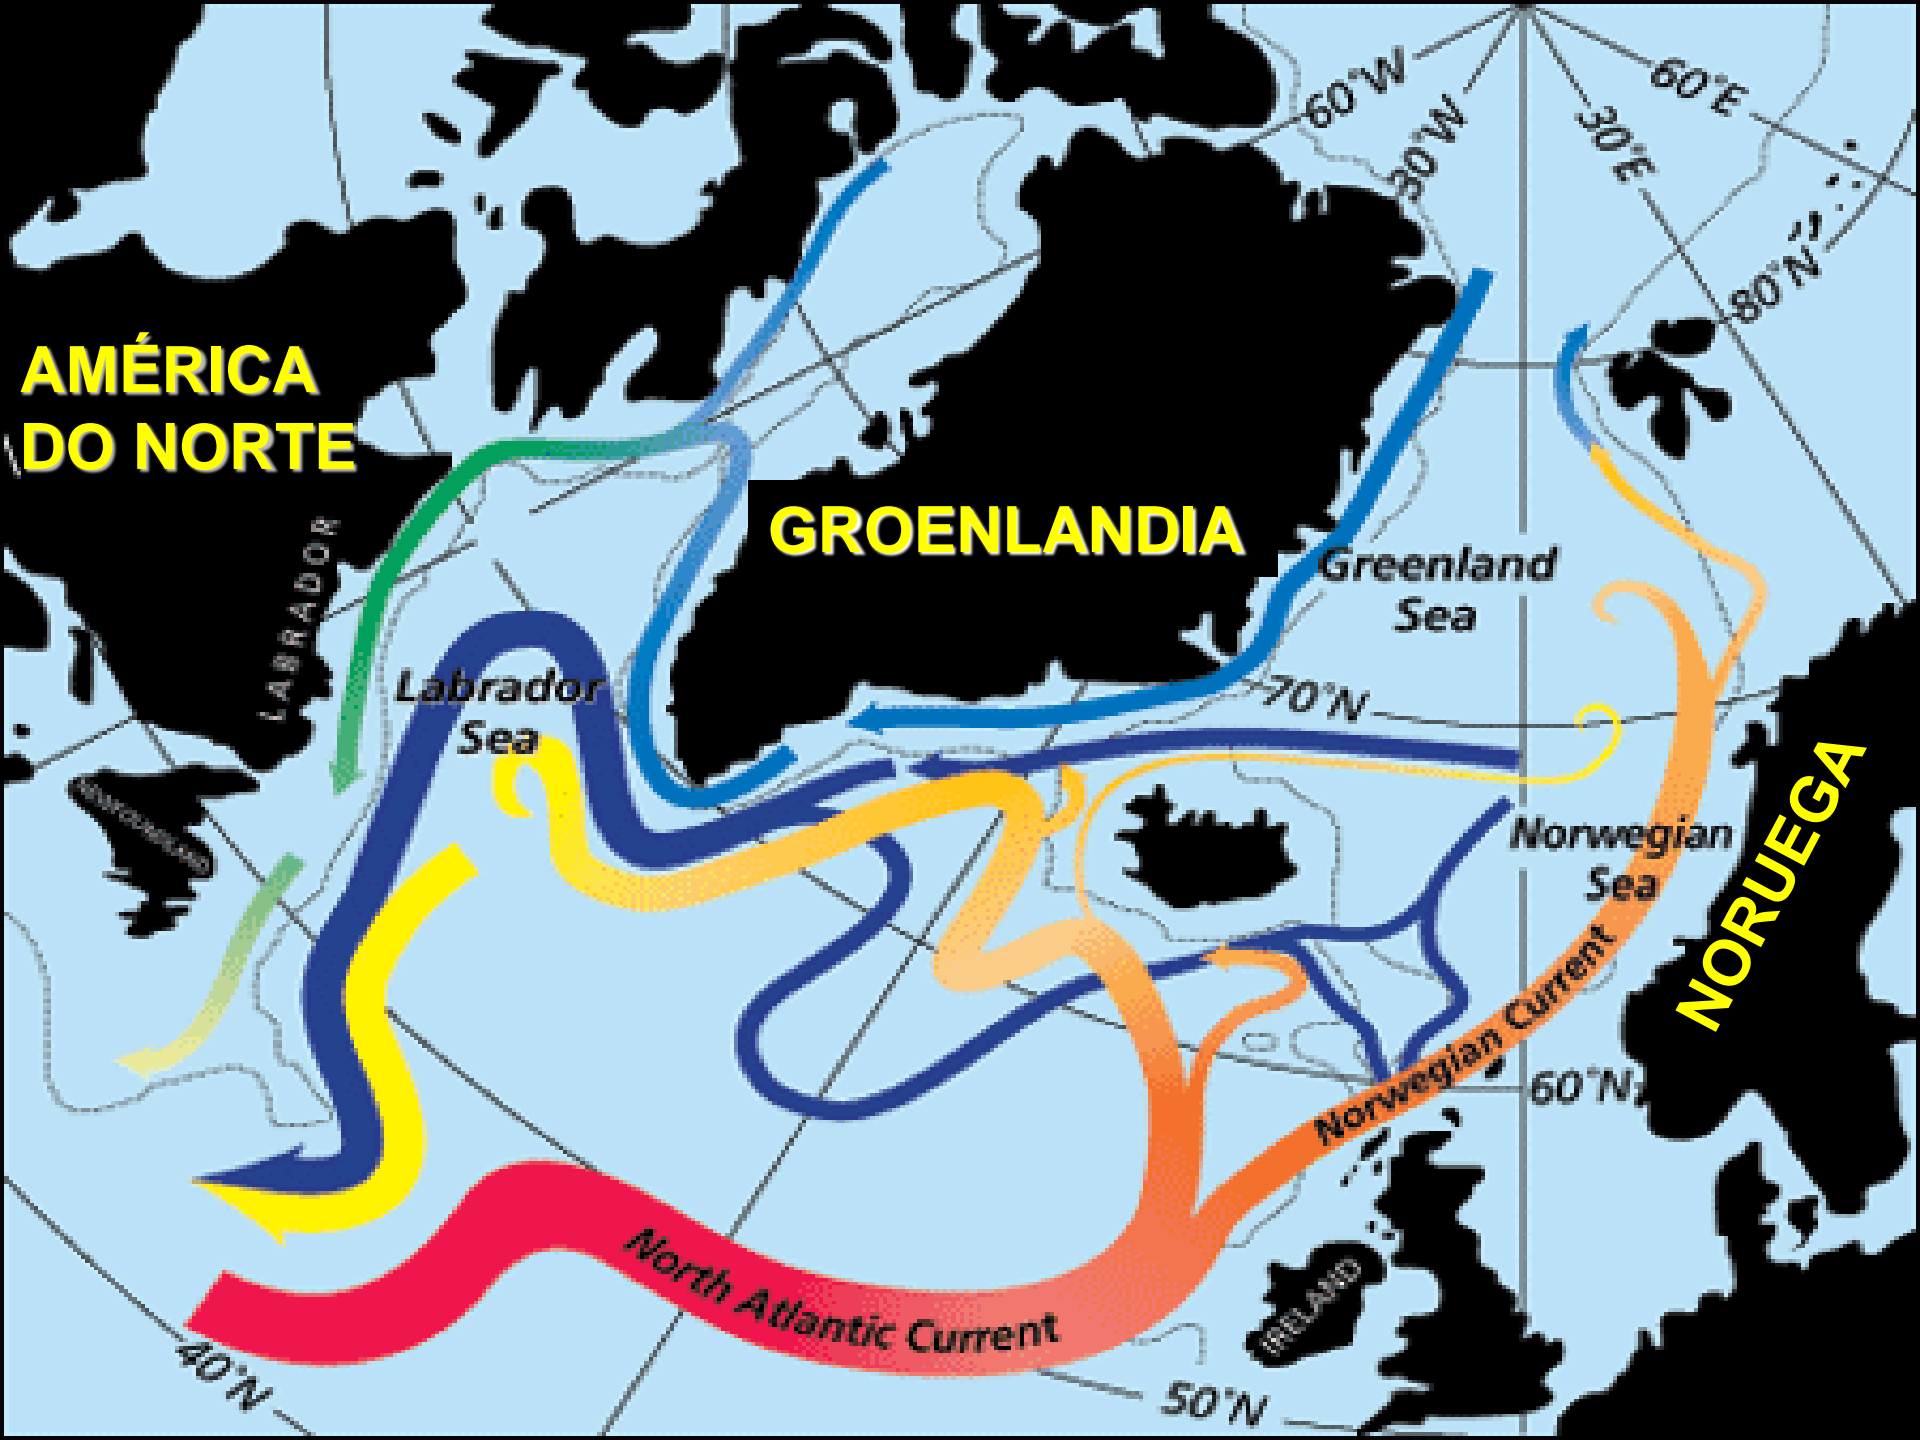 60°W
30°W
30°E
60°E
80°N
AMÉRICA
DO NORTE
GROENLANDIA
LABRADOR
Greenland
Sea
Labrador
Sea
70°N
NEWFOUNDLAND
Norwegian
Sea
NORUEGA
Norwegian Current
60°N
North Atlantic Current
IRELAND
40°N
50°N